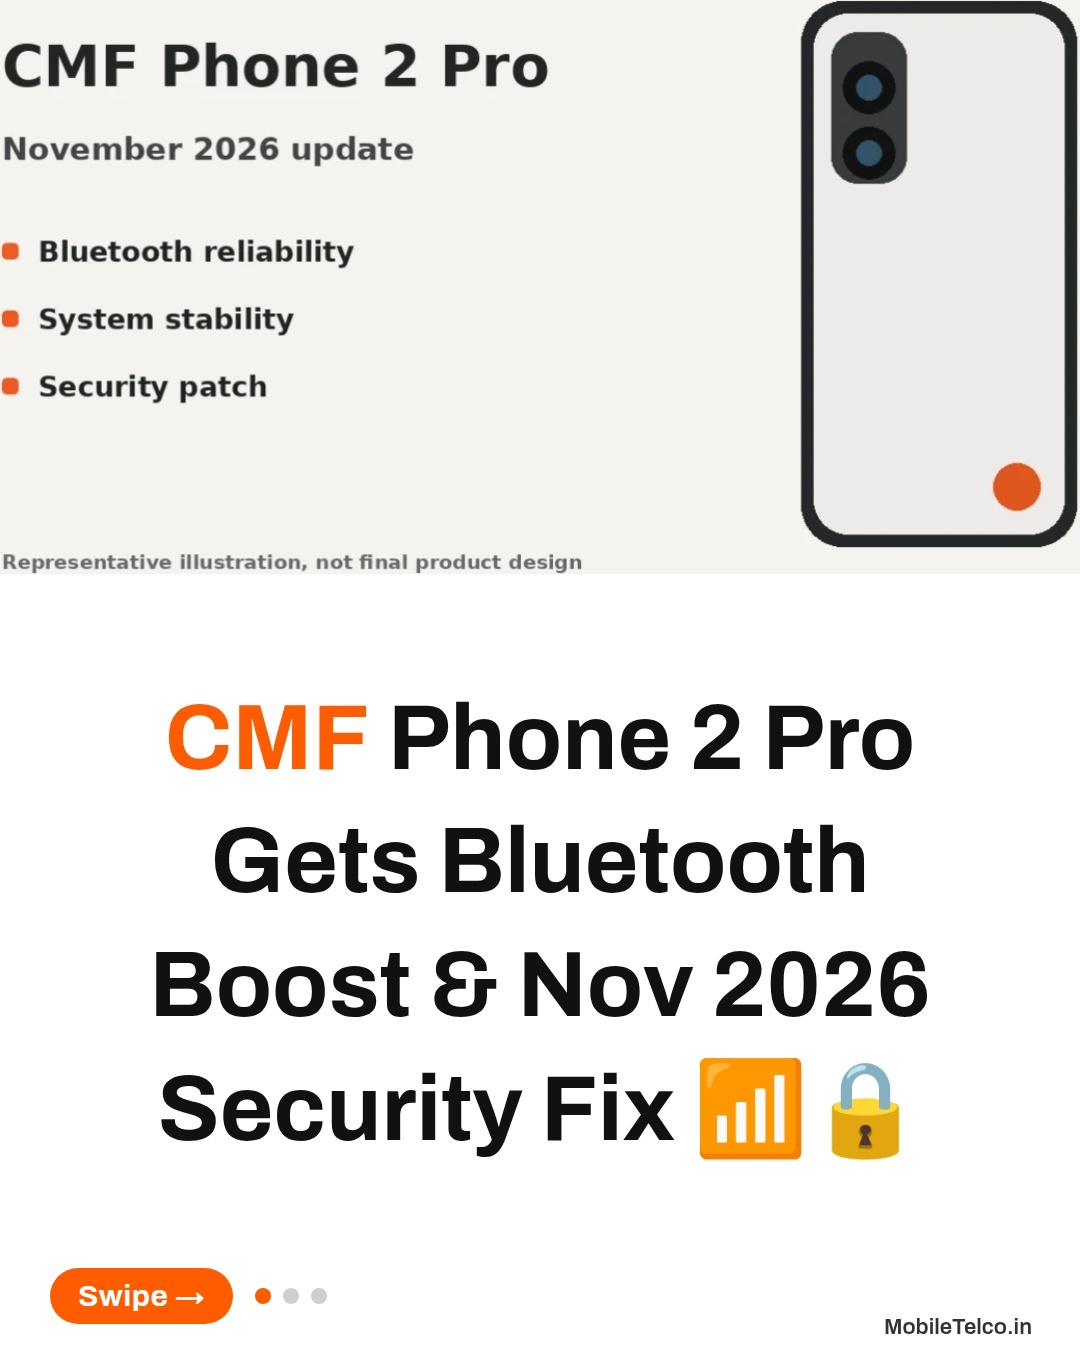 CMF Phone 2 Pro
November 2026 update
Bluetooth reliability
System stability
Security patch
Representative illustration, not final product design
CMF Phone 2 Pro
Gets Bluetooth
Boost & Nov 2026
Security Fix 📶 🔒
Swipe →
MobileTelco.in